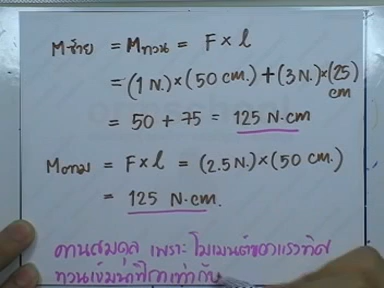 Mซ้าย = Mทวน = F × l
= (1 N.)×(50 cm.)+(3N.)×(25)
cm
= 50 + 75 = 125 N·cm
Mตาม = F×l = (2.5 N.)×(50 cm.)
= 125 N·cm.
คานสมดุล เพราะโมเมนต์ของแรงทิศ
ทวนเข็มนาฬิกาเท่ากับ